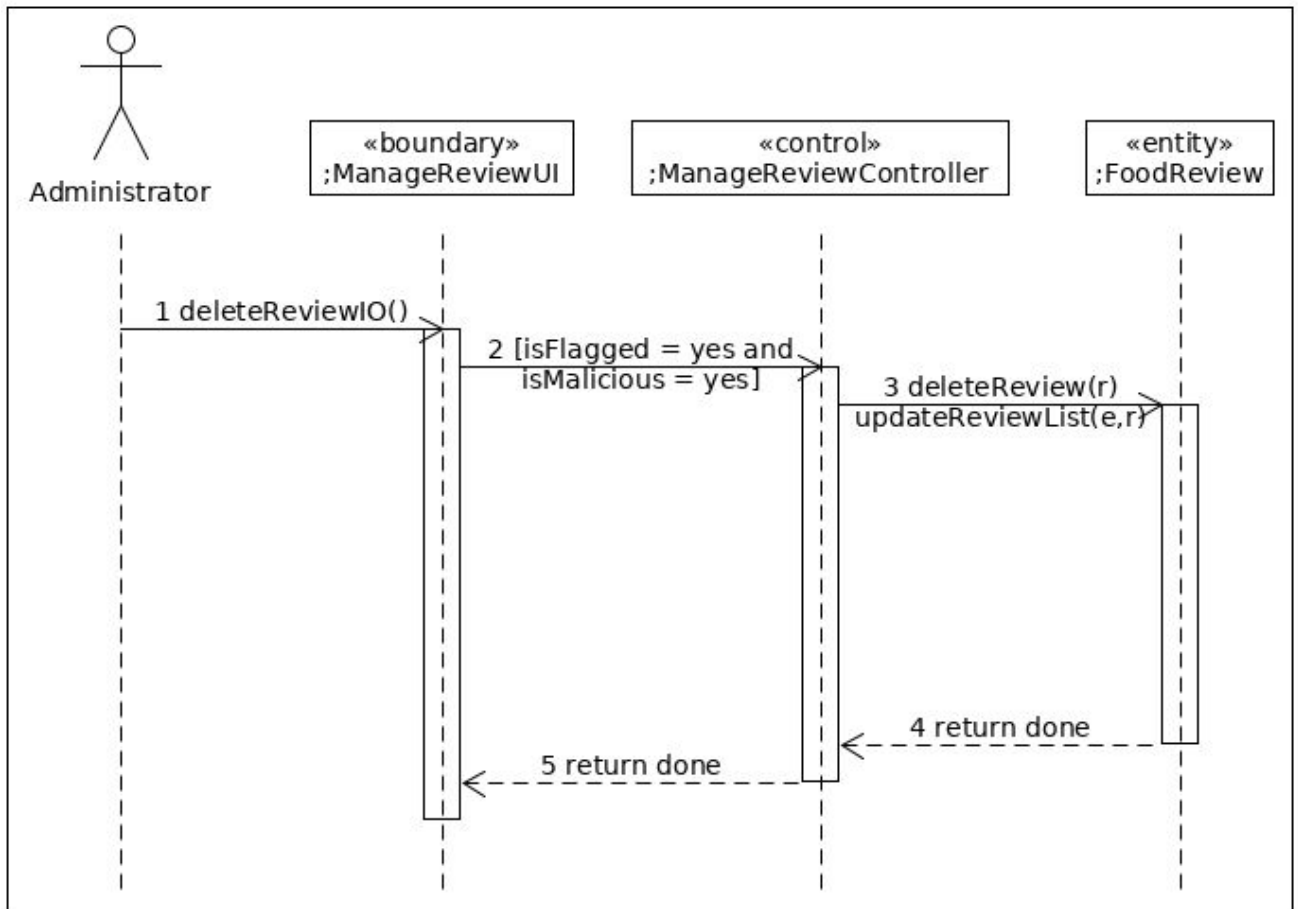 Administrator
«boundary»
;ManageReviewUI
«control»
;ManageReviewController
«entity»
;FoodReview
1 deleteReviewIO()
2 [isFlagged = yes and
isMalicious = yes]
3 deleteReview(r)
updateReviewList(e,r)
4 return done
5 return done